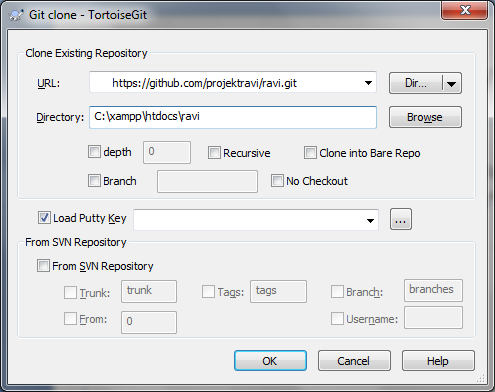 Git clone - TortoiseGit
Clone Existing Repository
URL: https://github.com/projektravi/ravi.git Dir...
Directory: C:\xampp\htdocs\ravi Browse
depth 0 Recursive Clone into Bare Repo
Branch No Checkout
Load Putty Key ...
From SVN Repository
From SVN Repository
Trunk: trunk Tags: tags Branch: branches
From: 0 Username:
OK Cancel Help